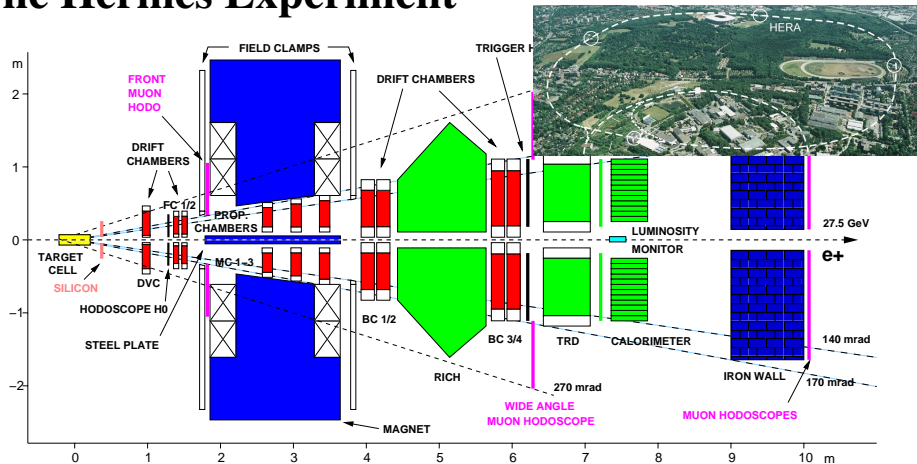 he Hermes Experiment
HERA
m
FIELD CLAMPS
TRIGGER H
FRONT
MUON
HODO
DRIFT CHAMBERS
2
DRIFT
CHAMBERS
1
FC 1/2
PROP.
CHAMBERS
27.5 GeV
LUMINOSITY
MONITOR
0
e+
TARGET
CELL
SILICON
DVC
MC 1-3
HODOSCOPE H0
STEEL PLATE
−1
BC 1/2
BC 3/4
TRD
CALORIMETER
140 mrad
RICH
IRON WALL
170 mrad
−2
270 mrad
WIDE ANGLE
MUON HODOSCOPE
MUON HODOSCOPES
MAGNET
0 1 2 3 4 5 6 7 8 9 10 m